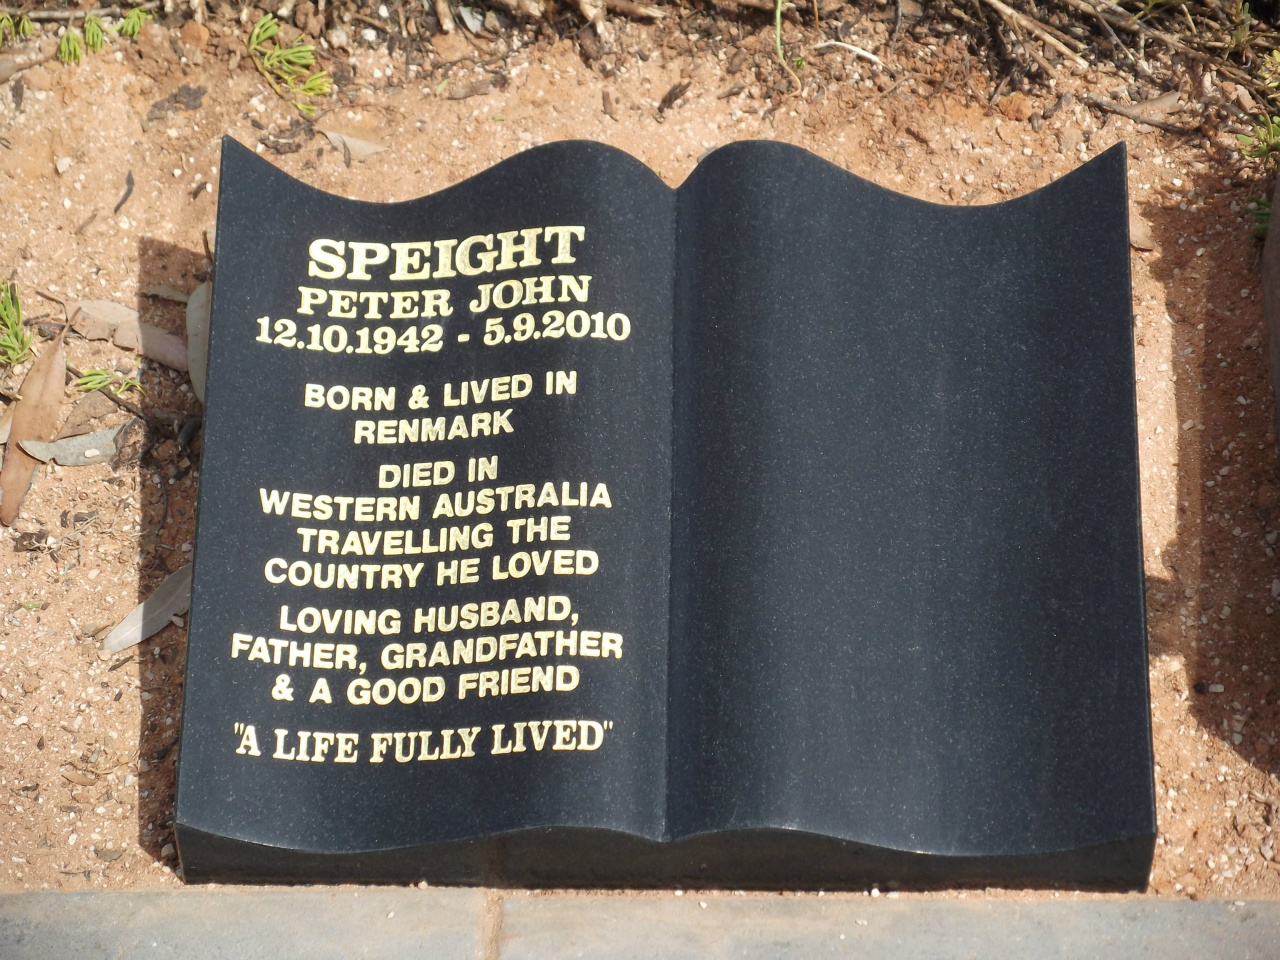 SPEIGHT
PETER JOHN
12.10.1942 - 5.9.2010
BORN & LIVED IN
RENMARK
DIED IN
WESTERN AUSTRALIA
TRAVELLING THE
COUNTRY HE LOVED
LOVING HUSBAND,
FATHER, GRANDFATHER
& A GOOD FRIEND
"A LIFE FULLY LIVED"